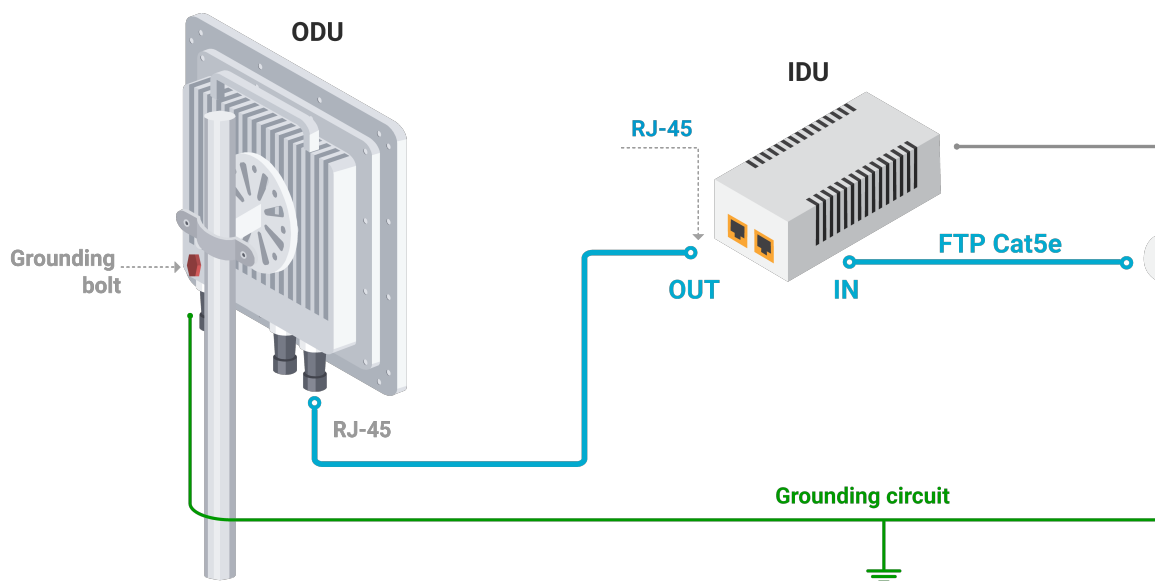 ODU
IDU
RJ-45
FTP Cat5e
Grounding
bolt
OUT
IN
RJ-45
Grounding circuit